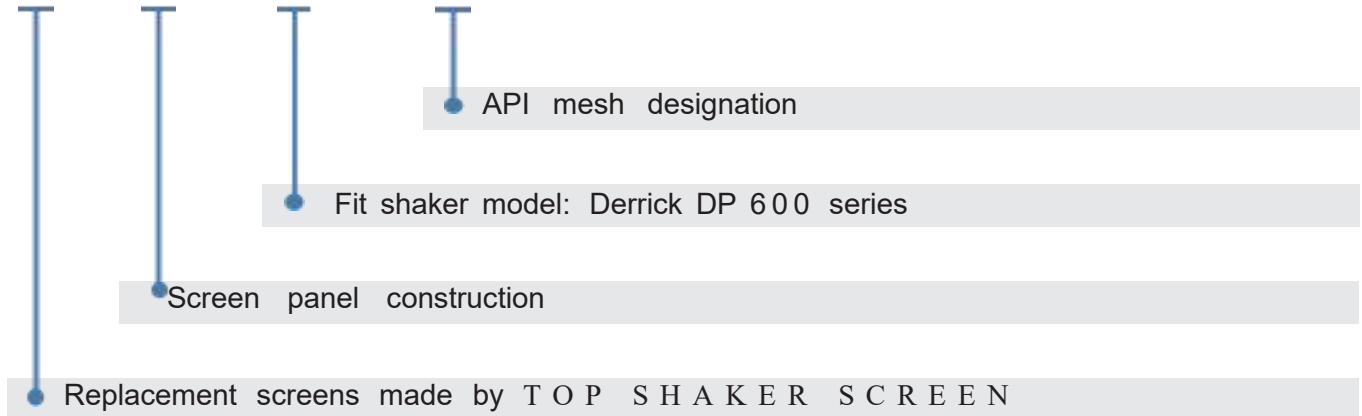 API mesh designation
Fit shaker model: Derrick DP 600 series
Screen panel construction
Replacement screens made by TOP SHAKER SCREEN